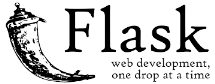 Flask
web development,
one drop at a time